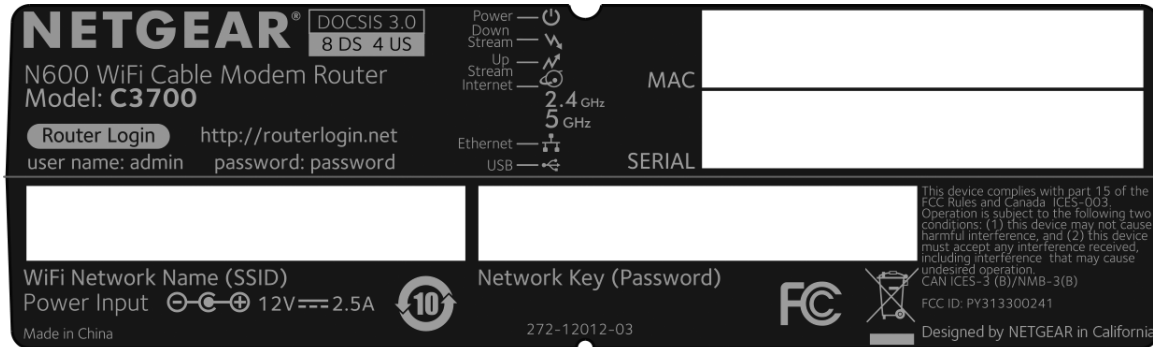 NETGEAR®
DOCSIS 3.0
8 DS 4 US
N600 WiFi Cable Modem Router
Model: C3700
Router Login http://routerlogin.net
user name: admin password: password
Power
Down
Stream
Up
Stream
Internet
2.4 GHz
5 GHz
Ethernet
USB
MAC
SERIAL
WiFi Network Name (SSID)
Network Key (Password)
Power Input 12V 2.5A
10
Made in China
272-12012-03
FC
This device complies with part 15 of the
FCC Rules and Canada ICES-003.
Operation is subject to the following two
conditions: (1) this device may not cause
harmful interference, and (2) this device
must accept any interference received,
including interference that may cause
undesired operation.
CAN ICES-3 (B)/NMB-3(B)
FCC ID: PY313300241
Designed by NETGEAR in California